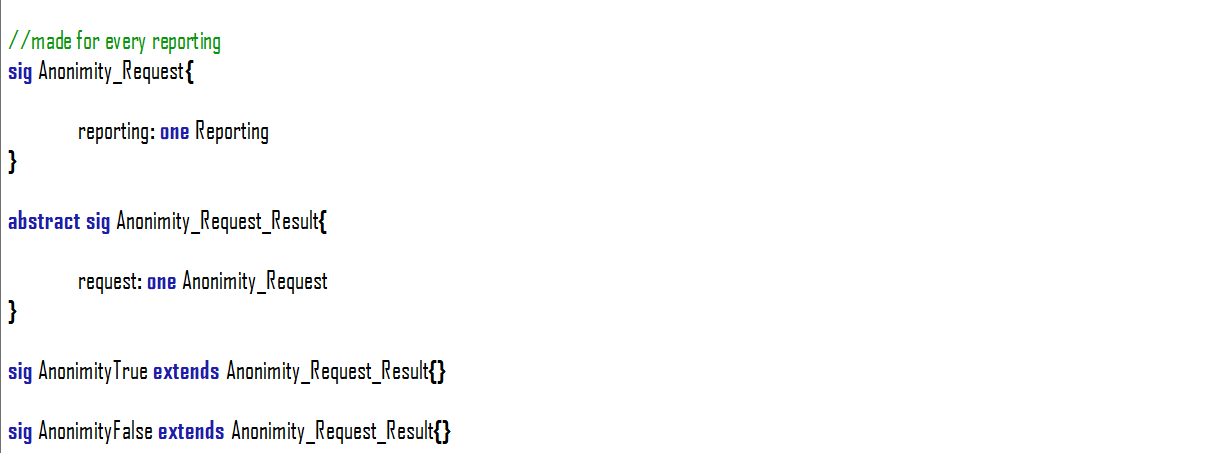 //made for every reporting
sig Anonimity_Request{
reporting: one Reporting
}
abstract sig Anonimity_Request_Result{
request: one Anonimity_Request
}
sig AnonimityTrue extends Anonimity_Request_Result{}
sig AnonimityFalse extends Anonimity_Request_Result{}